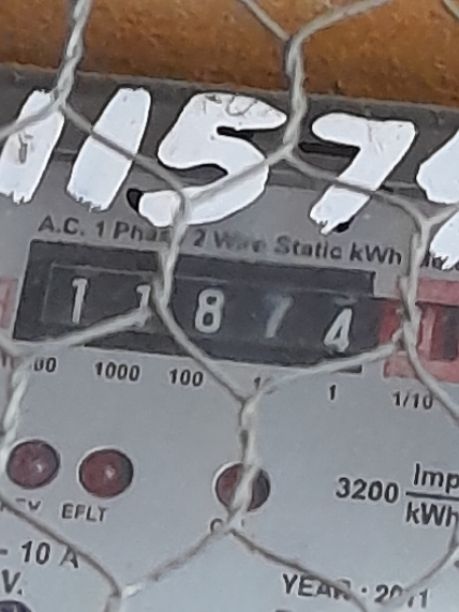 1157
A.C. 1 Phase 2 Wire Static kWh
1 1 8 7 4
1000 100 1 1/10
EFLT
3200 Imp
kWh
- 10 A
V.
YEAR : 2011